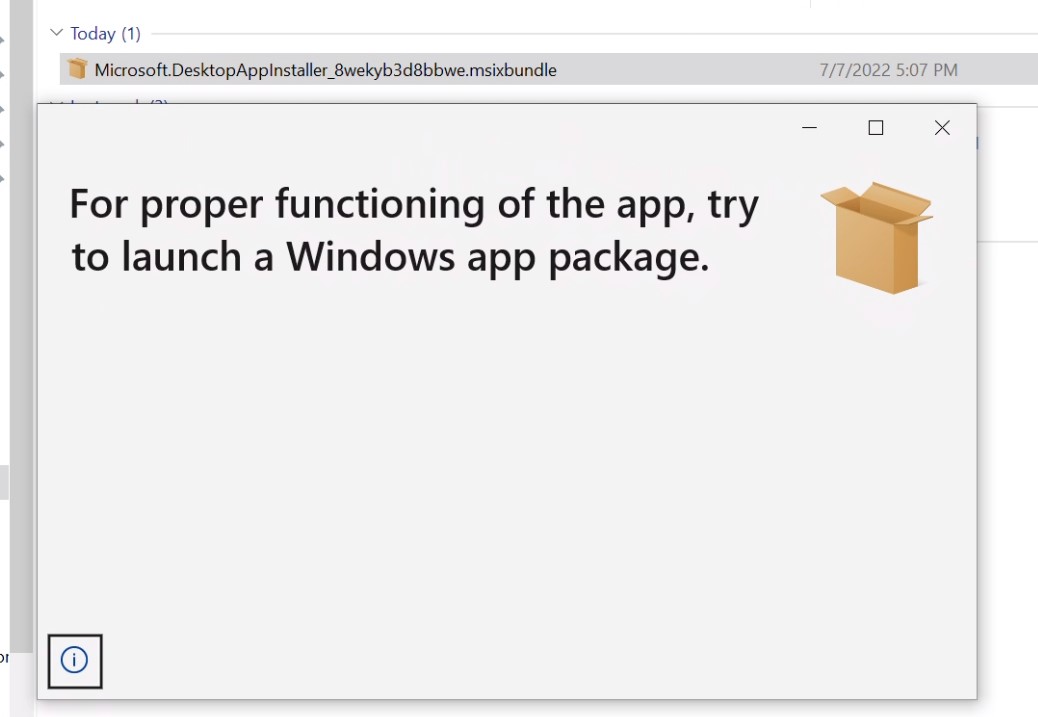 Today (1)
Microsoft.DesktopAppInstaller_8wekyb3d8bbwe.msixbundle 7/7/2022 5:07 PM
For proper functioning of the app, try
to launch a Windows app package.